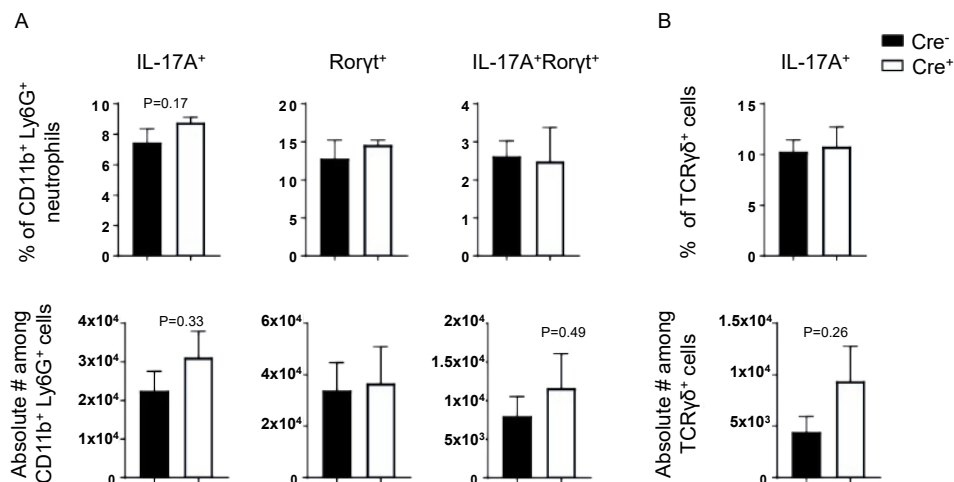 A
B
Cre⁻
Cre⁺
IL-17A⁺
Rorγt⁺
IL-17A⁺Rorγt⁺
IL-17A⁺
% of CD11b⁺ Ly6G⁺
neutrophils
P=0.17
10
8
6
4
2
0
20
15
10
5
0
4
3
2
1
0
% of TCRγδ⁺ cells
15
10
5
0
Absolute # among
CD11b⁺ Ly6G⁺ cells
P=0.33
4x10⁴
3x10⁴
2x10⁴
1x10⁴
0
6x10⁴
4x10⁴
2x10⁴
0
P=0.49
2x10⁴
1.5x10⁴
1x10⁴
5x10³
0
Absolute # among
TCRγδ⁺ cells
P=0.26
1.5x10⁴
1x10⁴
5x10³
0